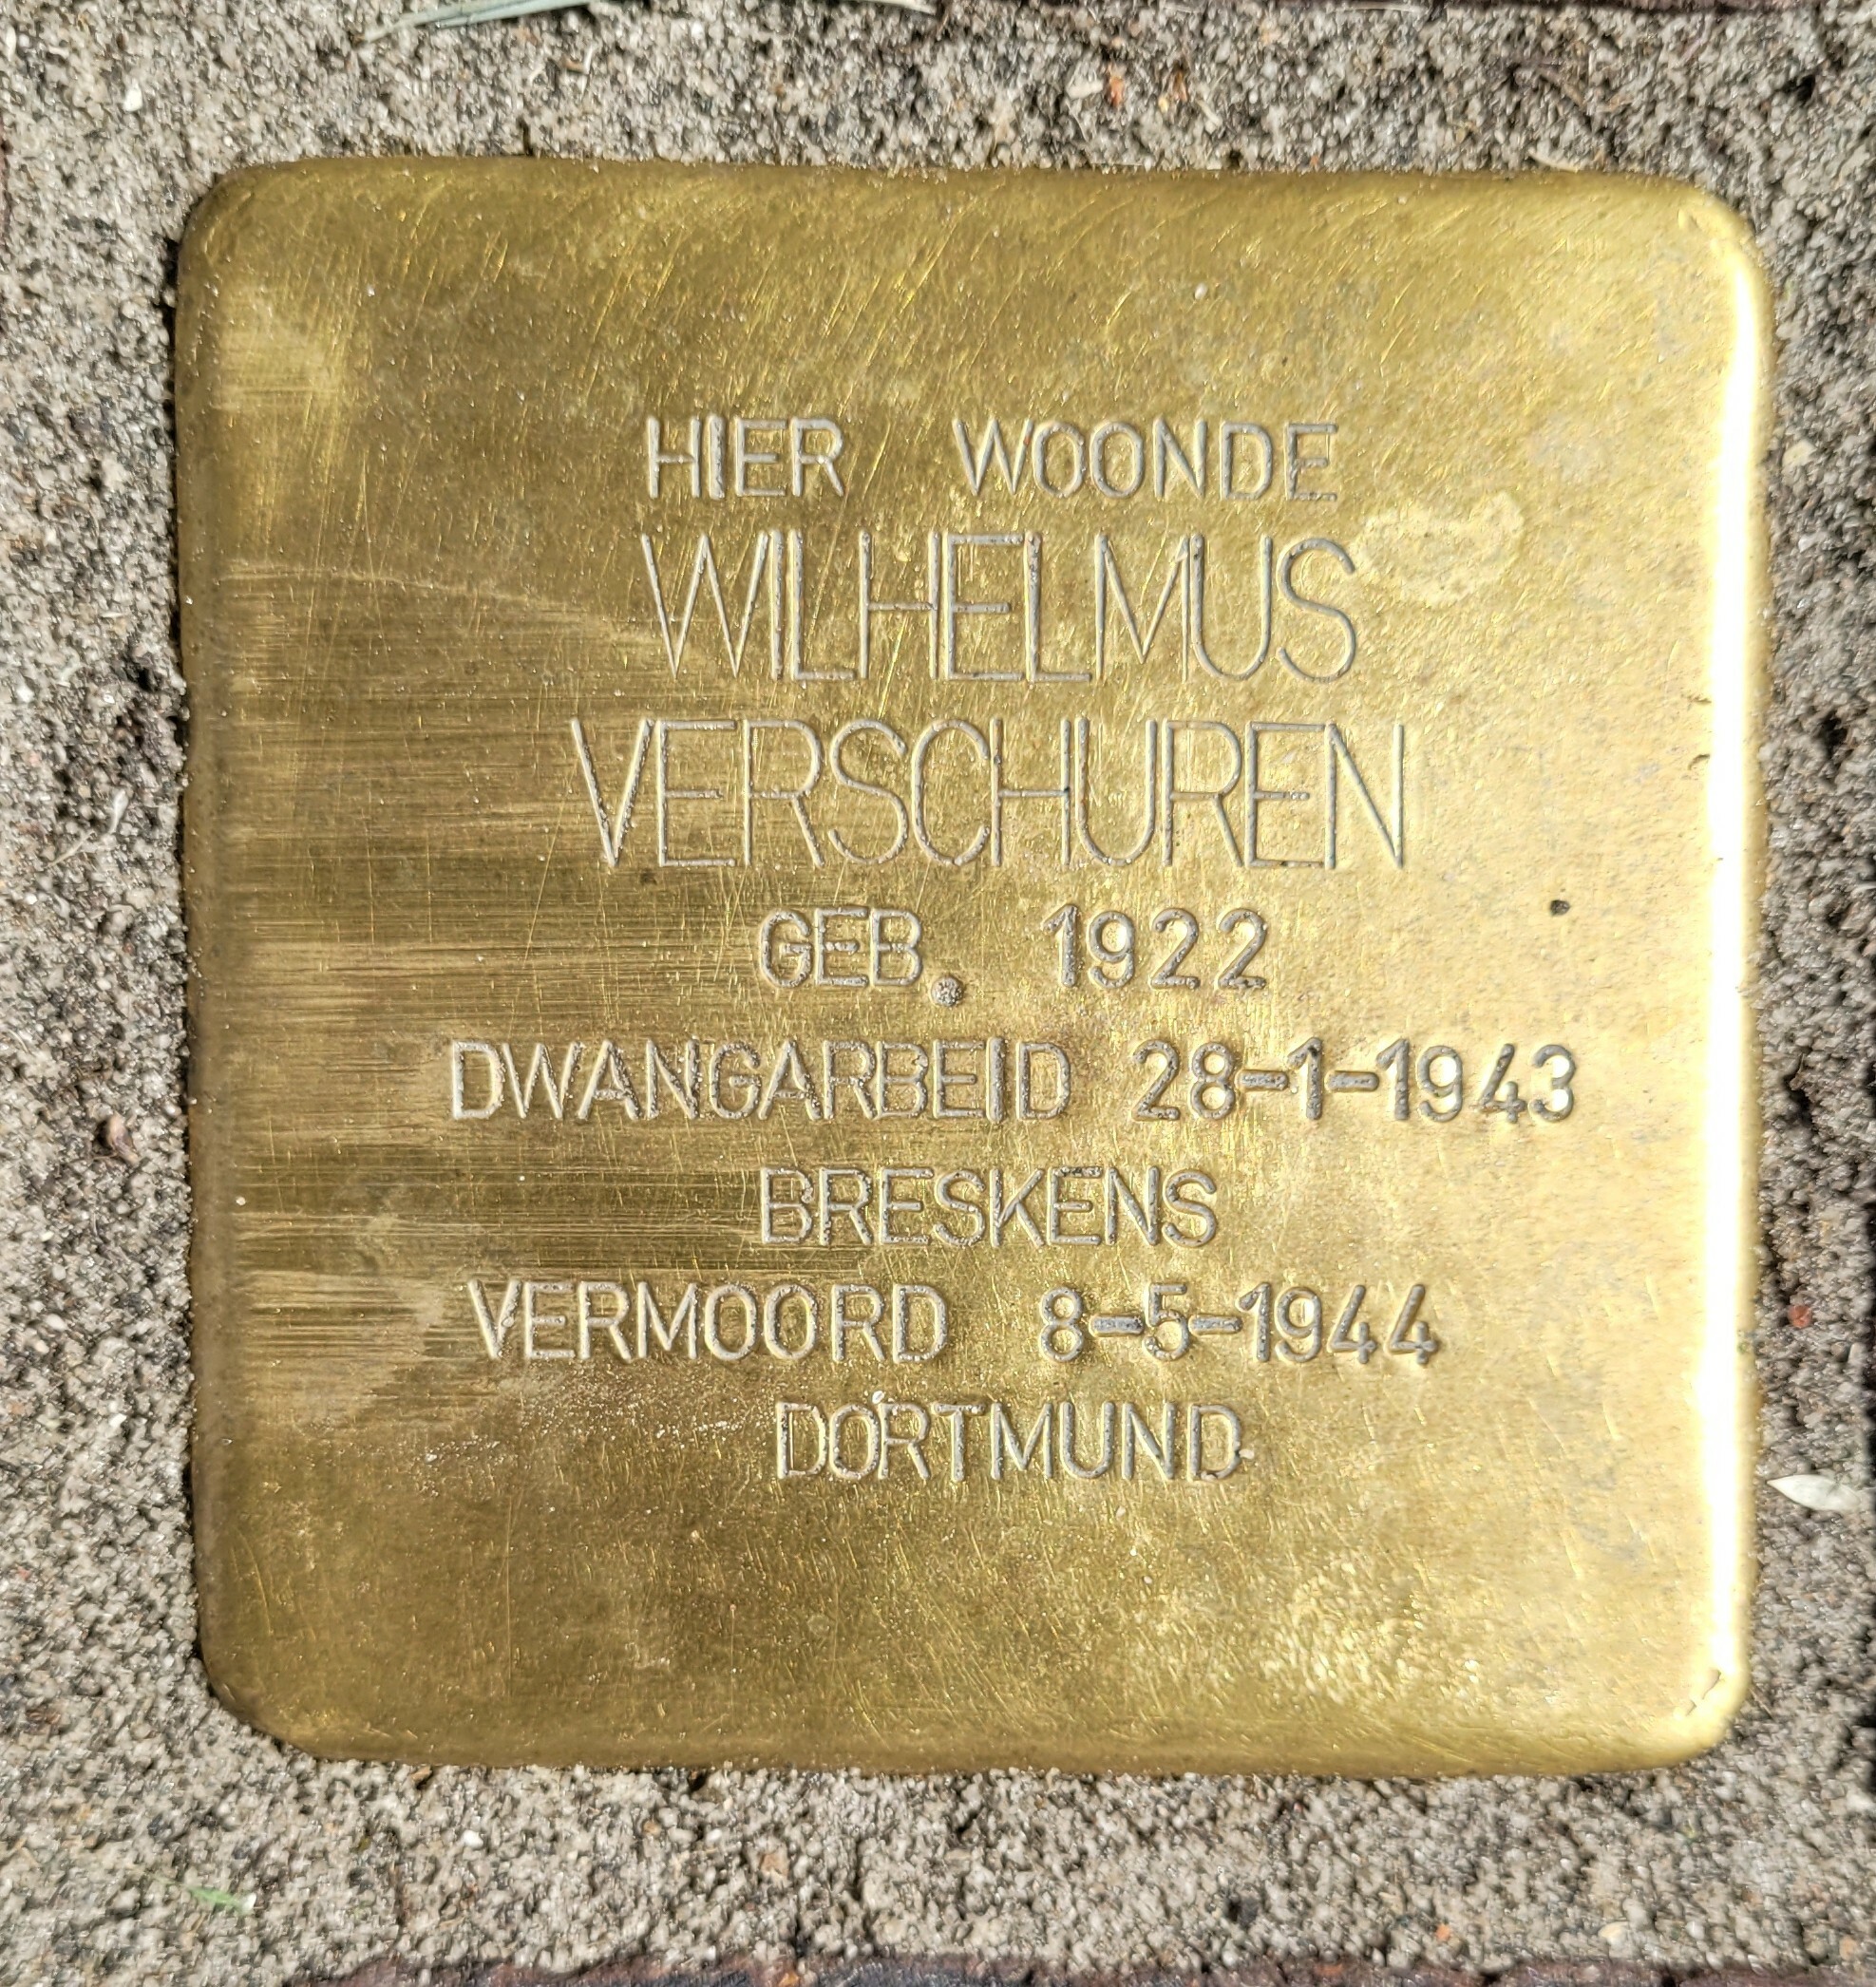 HIER WOONDE
WILHELMUS
VERSCHUREN
GEB. 1922
DWANGARBEID 28-1-1943
BRESKENS
VERMOORD 8-5-1944
DORTMUND